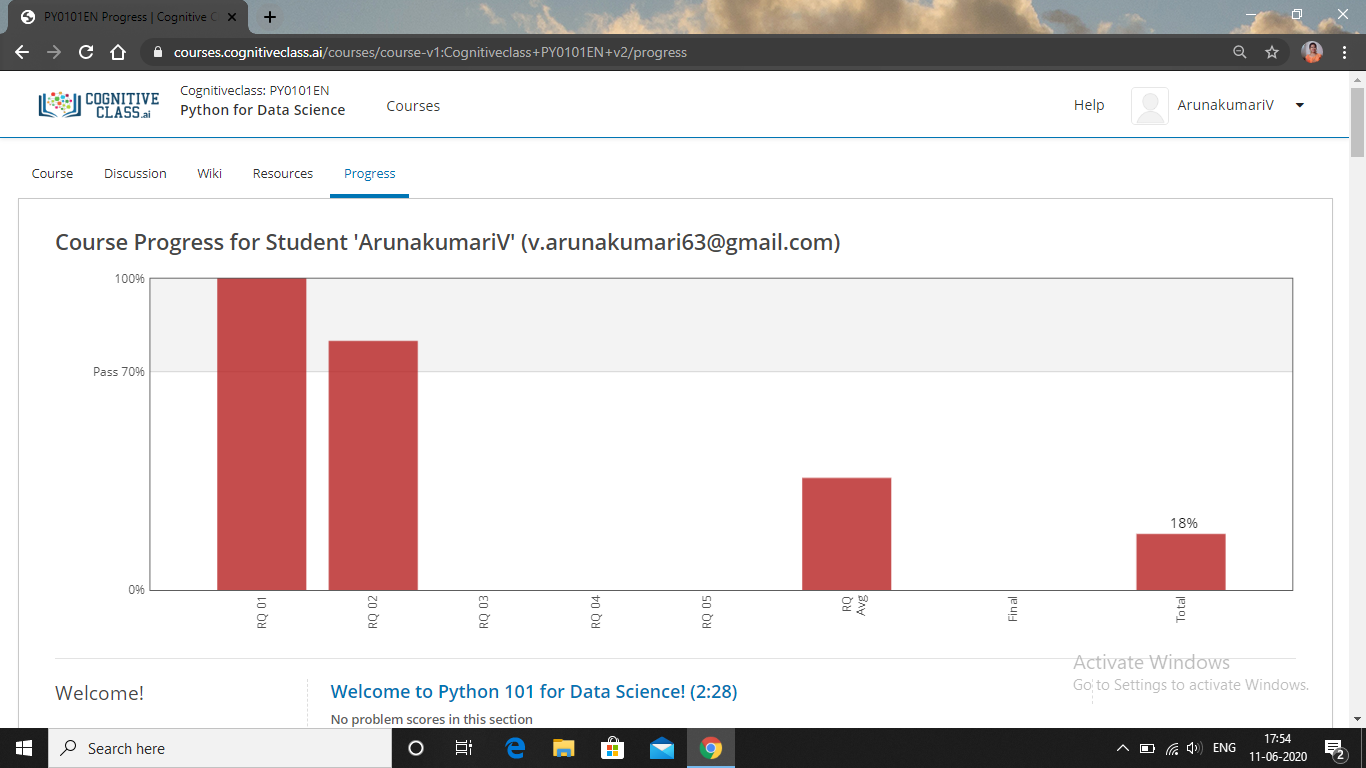 PY0101EN Progress | Cognitive C
courses.cognitiveclass.ai/courses/course-v1:Cognitiveclass+PY0101EN+v2/progress
COGNITIVE
CLASS.ai
Cognitiveclass: PY0101EN
Python for Data Science
Courses
Help
ArunakumariV
Course
Discussion
Wiki
Resources
Progress
Course Progress for Student 'ArunakumariV' (v.arunakumari63@gmail.com)
100%
Pass 70%
0%
18%
RQ 01
RQ 02
RQ 03
RQ 04
RQ 05
RQ
Avg
Final
Total
Welcome!
Welcome to Python 101 for Data Science! (2:28)
No problem scores in this section
Activate Windows
Go to Settings to activate Windows.
Search here
ENG
17:54
11-06-2020
2